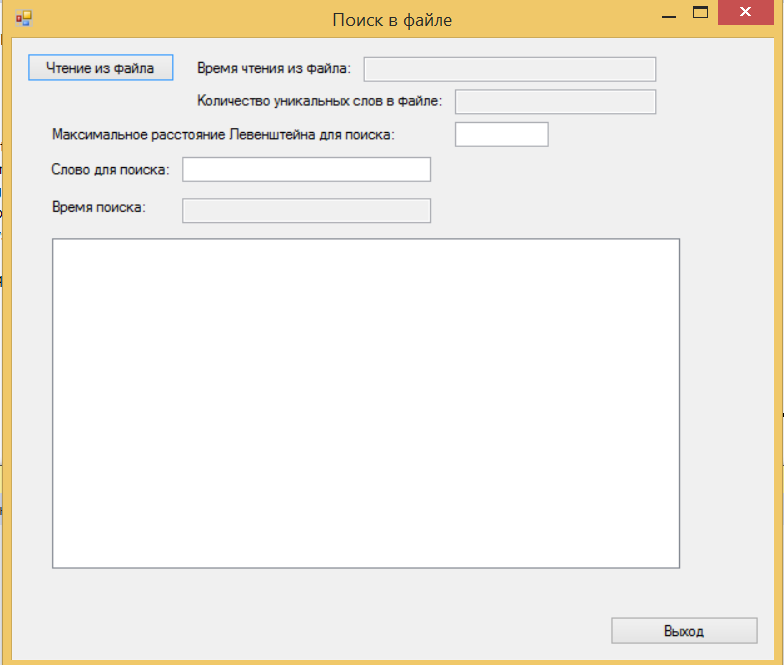 Поиск в файле
Чтение из файла
Время чтения из файла:
Количество уникальных слов в файле:
Максимальное расстояние Левенштейна для поиска:
Слово для поиска:
Время поиска:
Выход